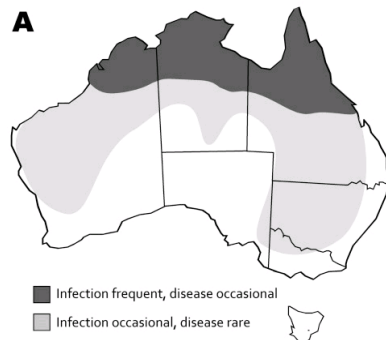 A
Infection frequent, disease occasional
Infection occasional, disease rare